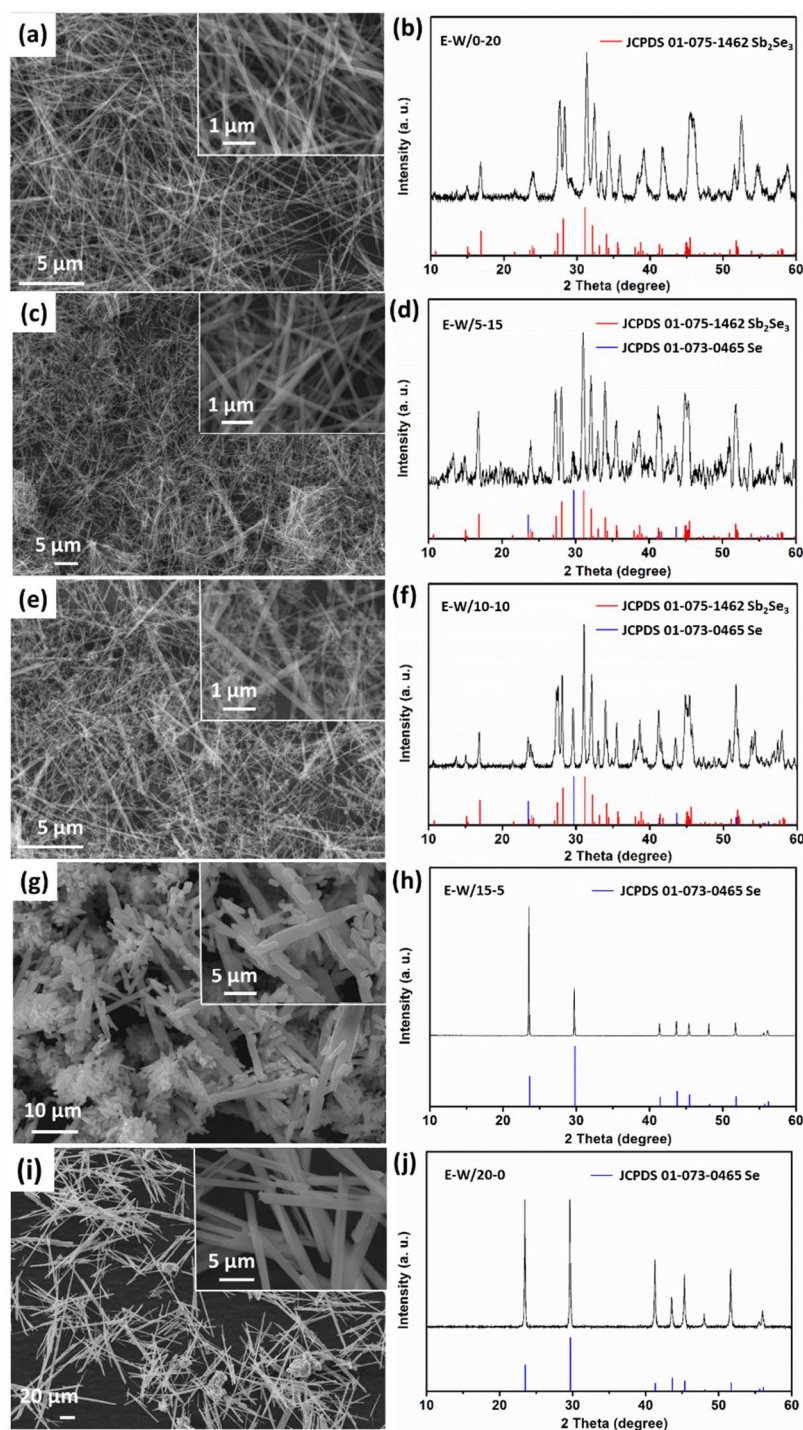 (a)
1 μm
5 μm
(b)
E-W/0-20
JCPDS 01-075-1462 Sb₂Se₃
Intensity (a. u.)
10 20 30 40 50 60
2 Theta (degree)
(c)
1 μm
5 μm
(d)
E-W/5-15
JCPDS 01-075-1462 Sb₂Se₃
JCPDS 01-073-0465 Se
Intensity (a. u.)
10 20 30 40 50 60
2 Theta (degree)
(e)
1 μm
5 μm
(f)
E-W/10-10
JCPDS 01-075-1462 Sb₂Se₃
JCPDS 01-073-0465 Se
Intensity (a. u.)
10 20 30 40 50 60
2 Theta (degree)
(g)
5 μm
10 μm
(h)
E-W/15-5
JCPDS 01-073-0465 Se
Intensity (a. u.)
10 20 30 40 50 60
2 Theta (degree)
(i)
5 μm
20 μm
(j)
E-W/20-0
JCPDS 01-073-0465 Se
Intensity (a. u.)
10 20 30 40 50 60
2 Theta (degree)